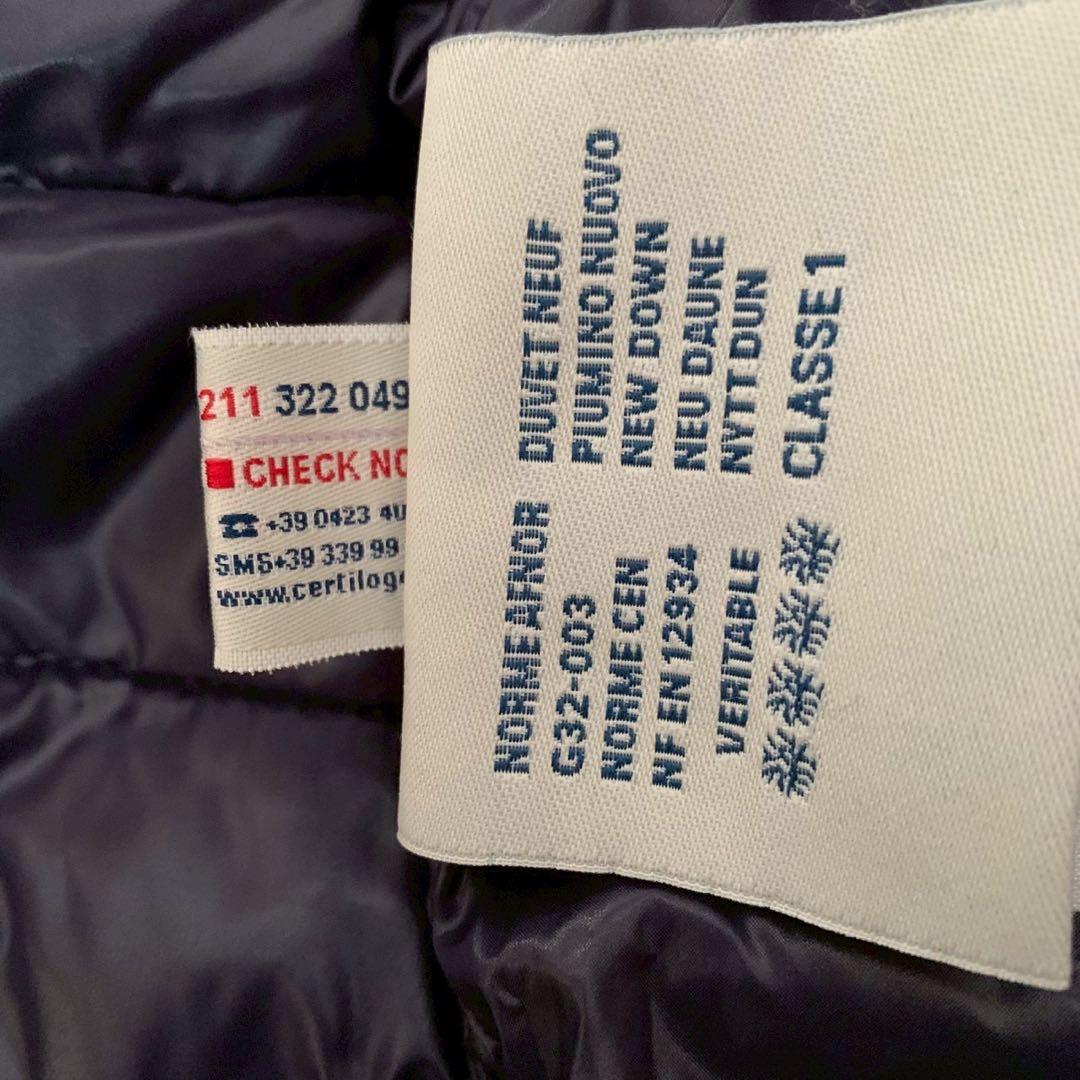 211 322 049
CHECK NO
☎ +39 0423 40
SMS+39 339 99
www.certilogo
NORME AFNOR DUVET NEUF
G32-003 PIUMINO NUOVO
NORME CEN NEW DOWN
NF EN 12934 NEU DAUNE
NYTT DUN
VERITABLE
CLASSE 1